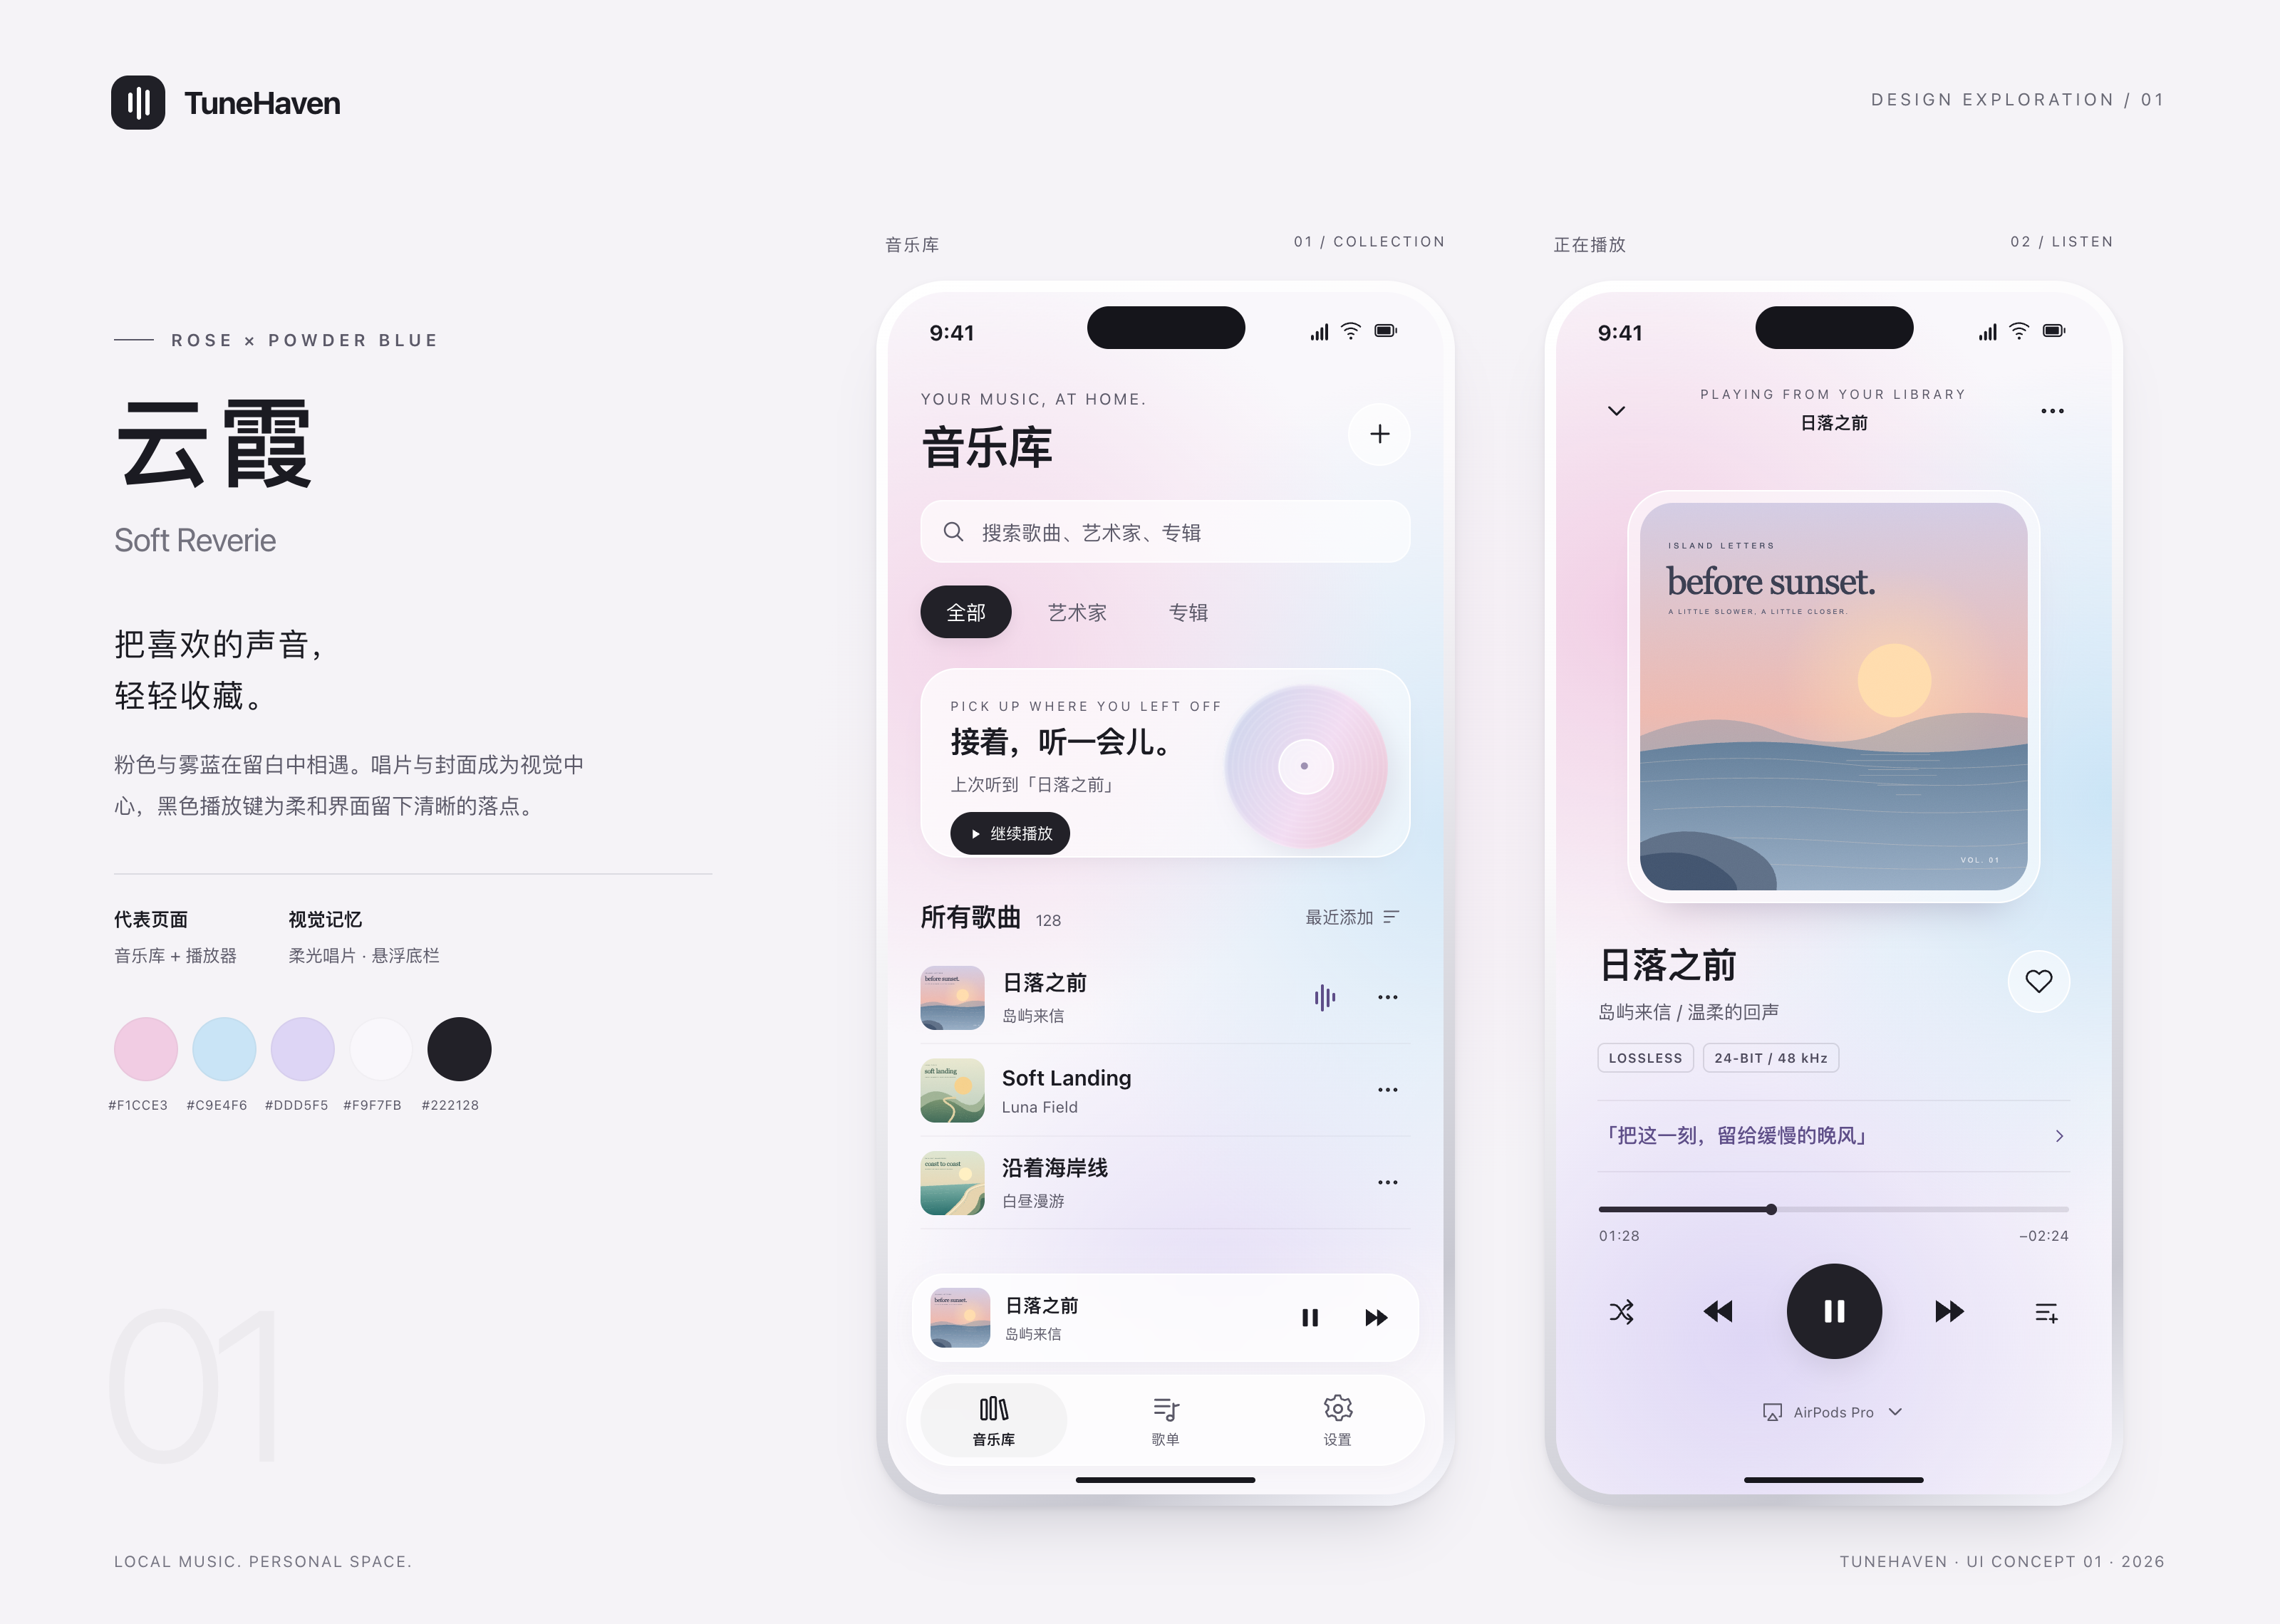 TuneHaven
DESIGN EXPLORATION / 01
ROSE × POWDER BLUE
云霞
Soft Reverie
把喜欢的声音，
轻轻收藏。
粉色与雾蓝在留白中相遇。唱片与封面成为视觉中
心，黑色播放键为柔和界面留下清晰的落点。
代表页面
音乐库 + 播放器
视觉记忆
柔光唱片 · 悬浮底栏
#F1CCE3 #C9E4F6 #DDD5F5 #F9F7FB #222128
01
LOCAL MUSIC. PERSONAL SPACE.
音乐库
01 / COLLECTION
9:41
YOUR MUSIC, AT HOME.
音乐库
搜索歌曲、艺术家、专辑
全部 艺术家 专辑
PICK UP WHERE YOU LEFT OFF
接着，听一会儿。
上次听到「日落之前」
继续播放
所有歌曲 128
最近添加
before sunset.
日落之前
岛屿来信
soft landing
Soft Landing
Luna Field
coast to coast
沿着海岸线
白昼漫游
before sunset.
日落之前
岛屿来信
音乐库 歌单 设置
正在播放
02 / LISTEN
9:41
PLAYING FROM YOUR LIBRARY
日落之前
ISLAND LETTERS
before sunset.
A LITTLE SLOWER, A LITTLE CLOSER.
VOL. 01
日落之前
岛屿来信 / 温柔的回声
LOSSLESS
24-BIT / 48 kHz
「把这一刻，留给缓慢的晚风」
01:28
−02:24
AirPods Pro
TUNEHAVEN · UI CONCEPT 01 · 2026